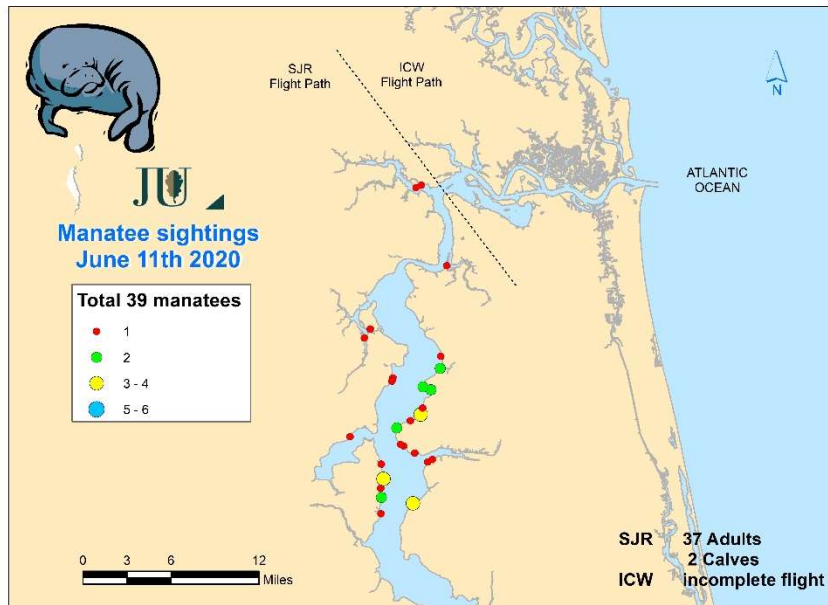 SJR
Flight Path
ICW
Flight Path
N
ATLANTIC
OCEAN
JU
Manatee sightings
June 11th 2020
Total 39 manatees
1
2
3 - 4
5 - 6
0 3 6 12
Miles
SJR 37 Adults
2 Calves
ICW incomplete flight